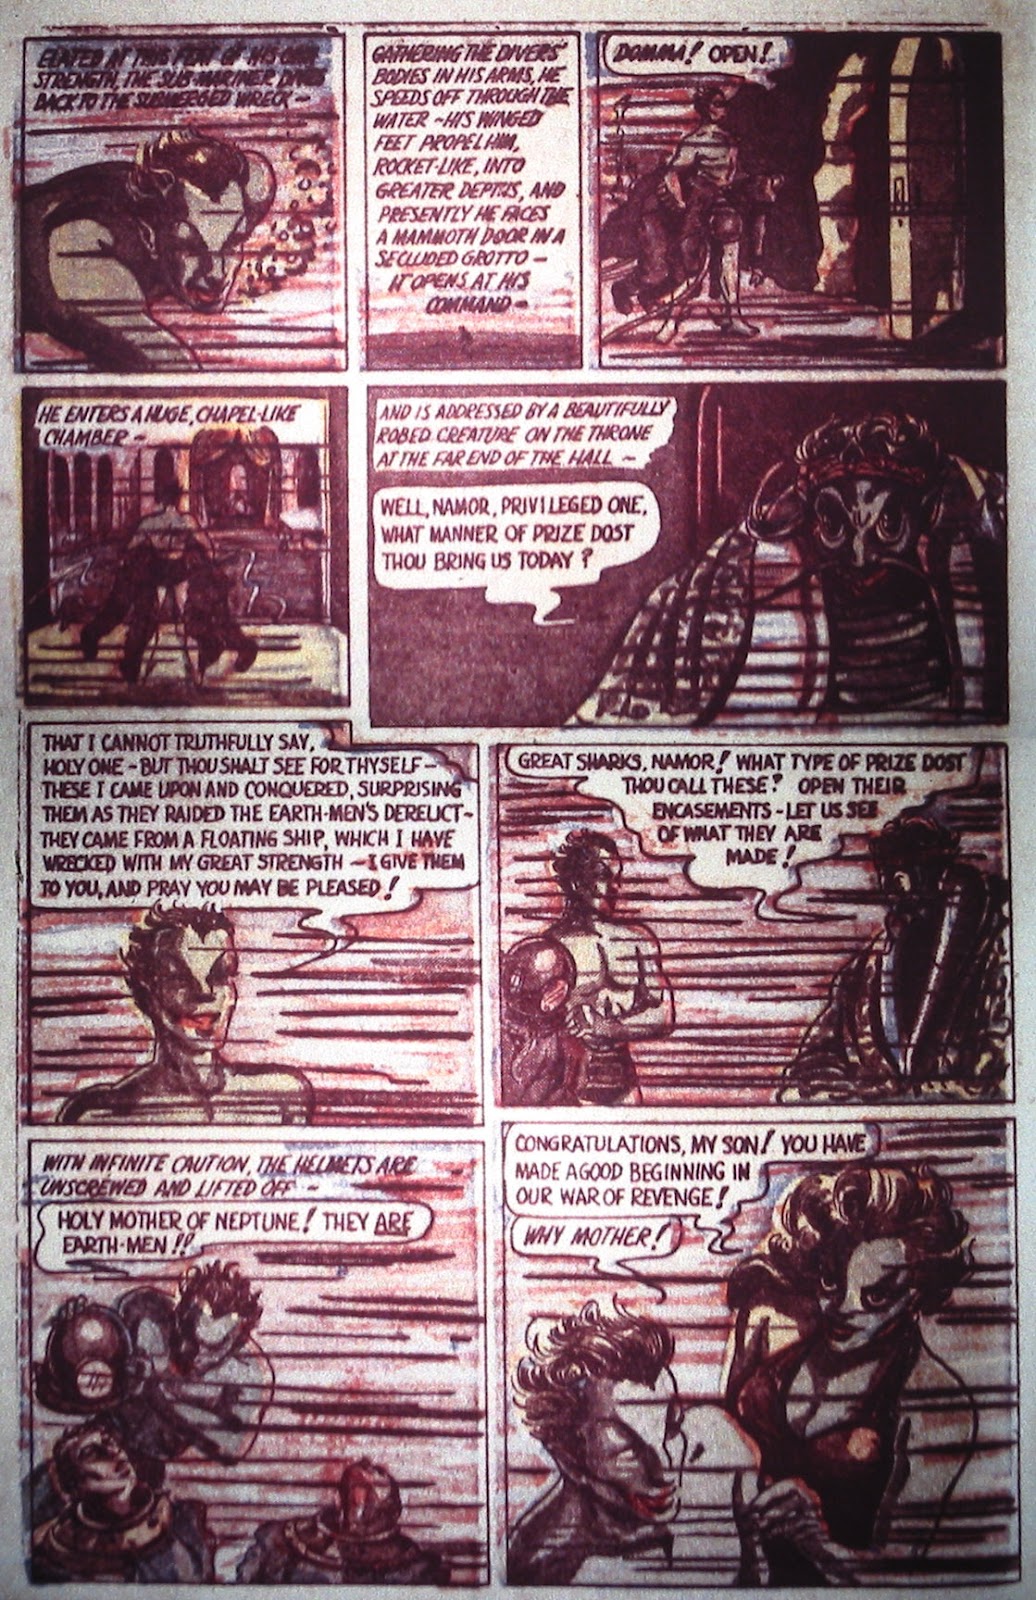 ELATED AT THIS FEAT OF HIS OWN
STRENGTH, THE SUB-MARINER DIVES
BACK TO THE SUBMERGED WRECK -
GATHERING THE DIVERS'
BODIES IN HIS ARMS, HE
SPEEDS OFF THROUGH THE
WATER - HIS WINGED
FEET PROPEL HIM,
ROCKET-LIKE, INTO
GREATER DEPTHS, AND
PRESENTLY HE FACES
A MAMMOTH DOOR IN A
SECLUDED GROTTO -
IT OPENS AT HIS
COMMAND -
DOMMA! OPEN!
HE ENTERS A HUGE, CHAPEL-LIKE
CHAMBER -
AND IS ADDRESSED BY A BEAUTIFULLY
ROBED CREATURE ON THE THRONE
AT THE FAR END OF THE HALL -
WELL, NAMOR, PRIVILEGED ONE,
WHAT MANNER OF PRIZE DOST
THOU BRING US TODAY?
THAT I CANNOT TRUTHFULLY SAY,
HOLY ONE - BUT THOU SHALT SEE FOR THYSELF -
THESE I CAME UPON AND CONQUERED, SURPRISING
THEM AS THEY RAIDED THE EARTH-MEN'S DERELICT -
THEY CAME FROM A FLOATING SHIP, WHICH I HAVE
WRECKED WITH MY GREAT STRENGTH - I GIVE THEM
TO YOU, AND PRAY YOU MAY BE PLEASED!
GREAT SHARKS, NAMOR! WHAT TYPE OF PRIZE DOST
THOU CALL THESE? OPEN THEIR
ENCASEMENTS - LET US SEE
OF WHAT THEY ARE
MADE!
WITH INFINITE CAUTION, THE HELMETS ARE
UNSCREWED AND LIFTED OFF -
HOLY MOTHER OF NEPTUNE! THEY ARE
EARTH-MEN!!
CONGRATULATIONS, MY SON! YOU HAVE
MADE A GOOD BEGINNING IN
OUR WAR OF REVENGE!
WHY MOTHER!